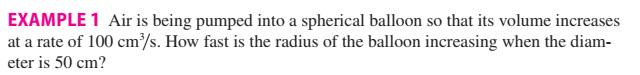 EXAMPLE 1 Air is being pumped into a spherical balloon so that its volume increases
at a rate of 100 cm³/s. How fast is the radius of the balloon increasing when the diam-
eter is 50 cm?